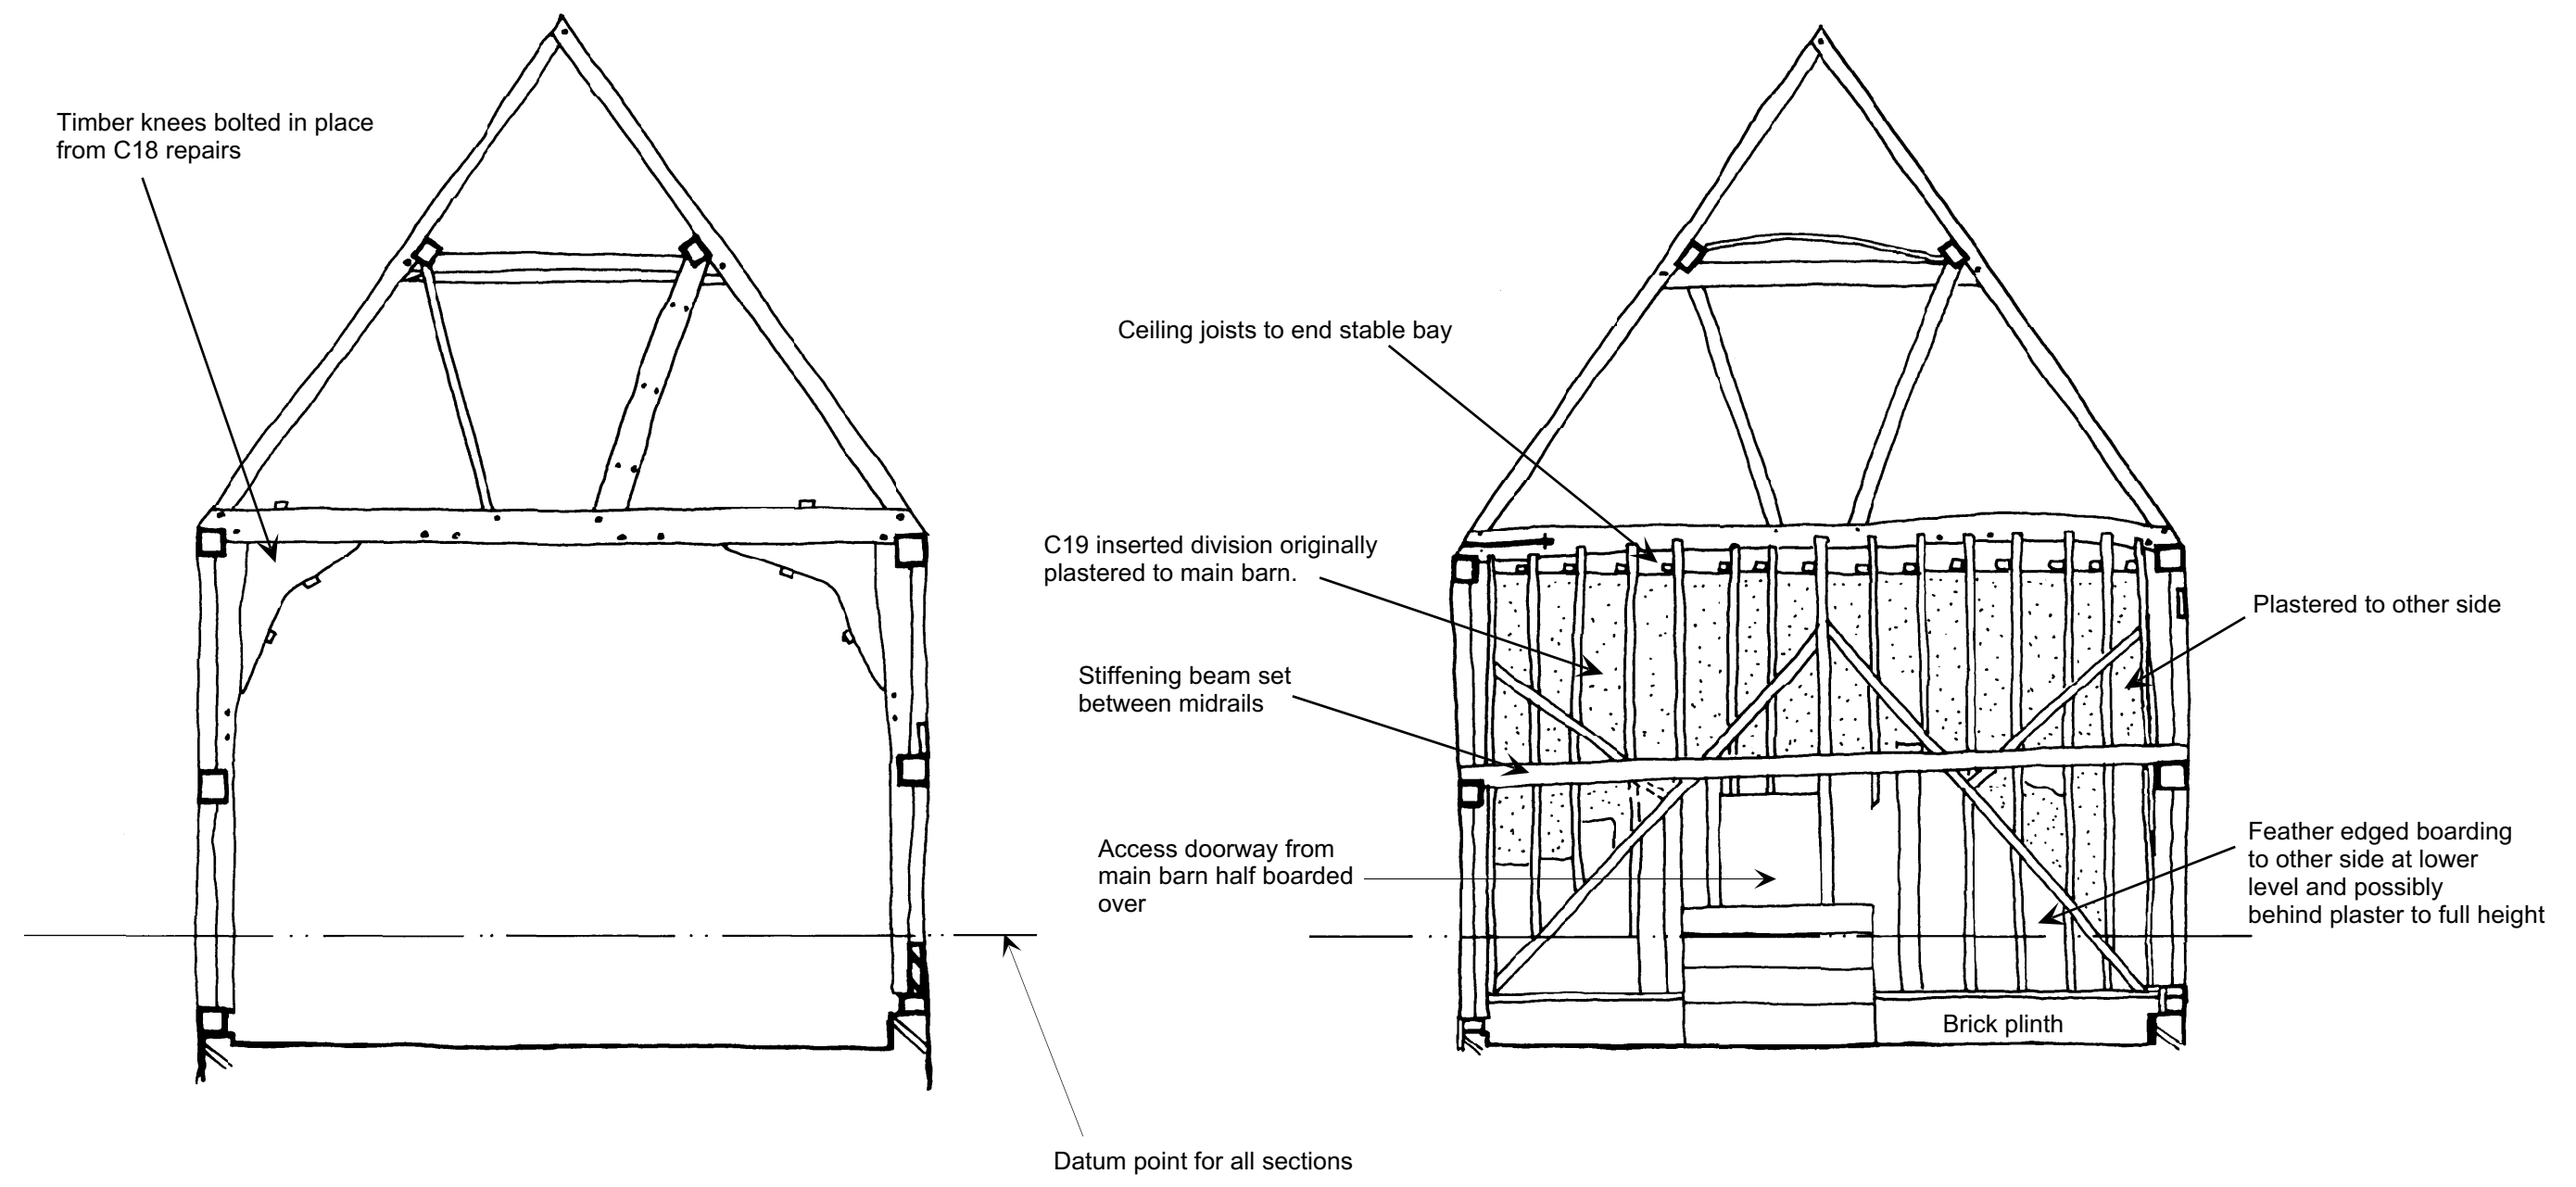 Timber knees bolted in place
from C18 repairs
Ceiling joists to end stable bay
C19 inserted division originally
plastered to main barn.
Stiffening beam set
between midrails
Access doorway from
main barn half boarded
over
Plastered to other side
Feather edged boarding
to other side at lower
level and possibly
behind plaster to full height
Brick plinth
Datum point for all sections